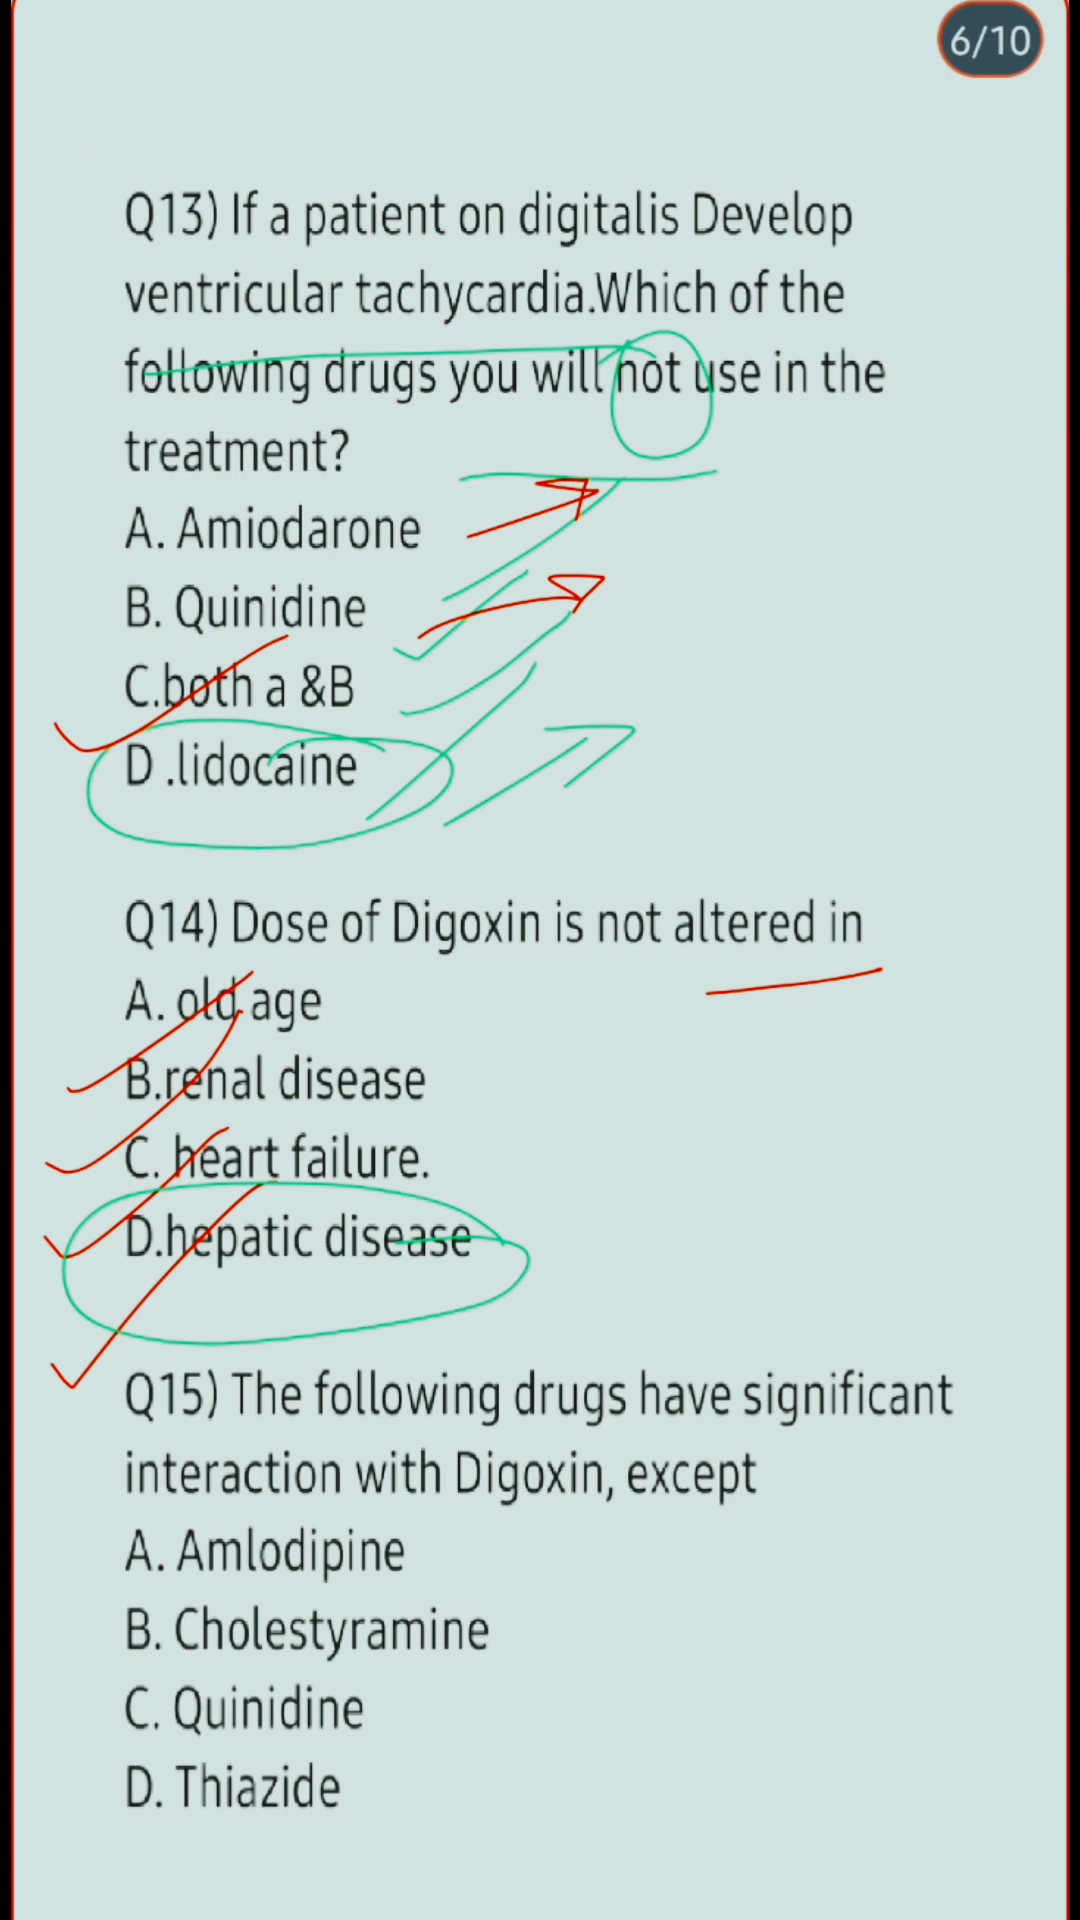 6/10
Q13) If a patient on digitalis Develop
ventricular tachycardia.Which of the
following drugs you will not use in the
treatment?
A. Amiodarone
B. Quinidine
C.both a &B
D .lidocaine
Q14) Dose of Digoxin is not altered in
A. old age
B.renal disease
C. heart failure.
D.hepatic disease
Q15) The following drugs have significant
interaction with Digoxin, except
A. Amlodipine
B. Cholestyramine
C. Quinidine
D. Thiazide